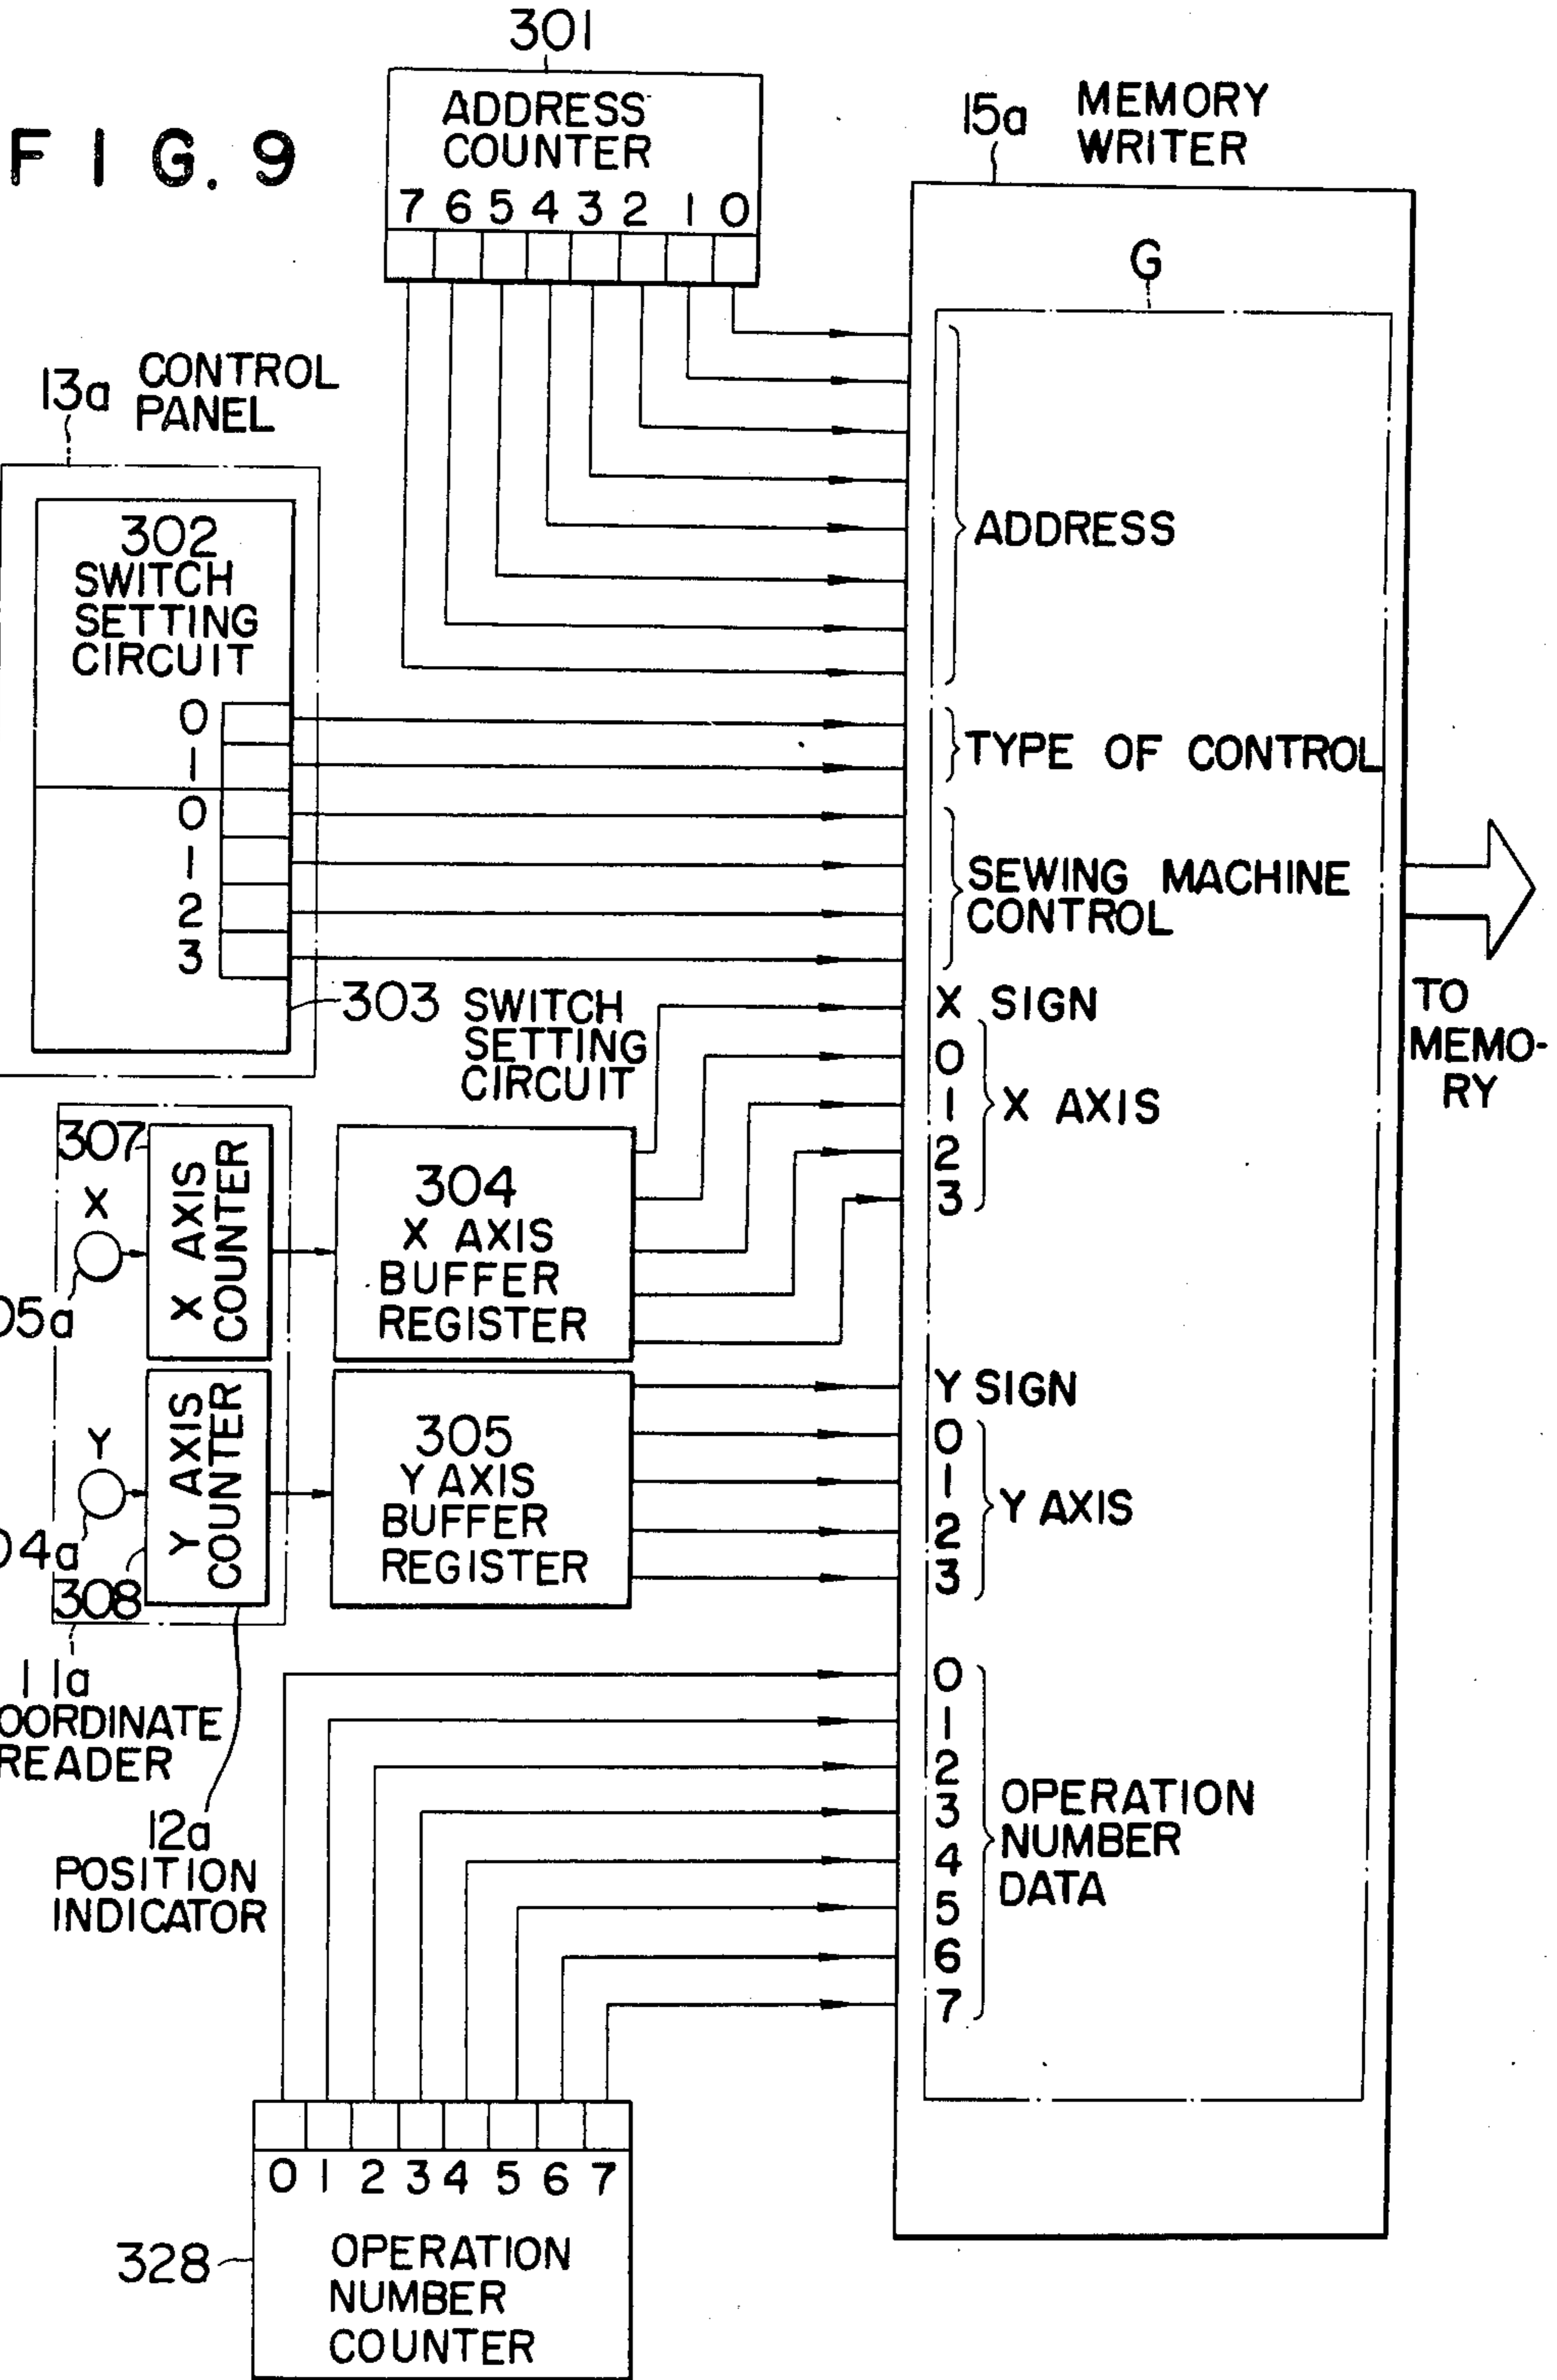 FIG. 9
301
ADDRESS
COUNTER
7 6 5 4 3 2 1 0
15a
MEMORY
WRITER
G
13a
CONTROL
PANEL
302
SWITCH
SETTING
CIRCUIT
0
1
0
1
2
3
303 SWITCH
SETTING
CIRCUIT
ADDRESS
TYPE OF CONTROL
SEWING MACHINE
CONTROL
X SIGN
0
1
2
3
X AXIS
TO
MEMO-
RY
307
X
05a
X AXIS
COUNTER
304
X AXIS
BUFFER
REGISTER
Y
04a
308
Y AXIS
COUNTER
305
Y AXIS
BUFFER
REGISTER
Y SIGN
0
1
2
3
Y AXIS
11a
OORDINATE
READER
12a
POSITION
INDICATOR
0
1
2
3
4
5
6
7
OPERATION
NUMBER
DATA
0 1 2 3 4 5 6 7
328
OPERATION
NUMBER
COUNTER